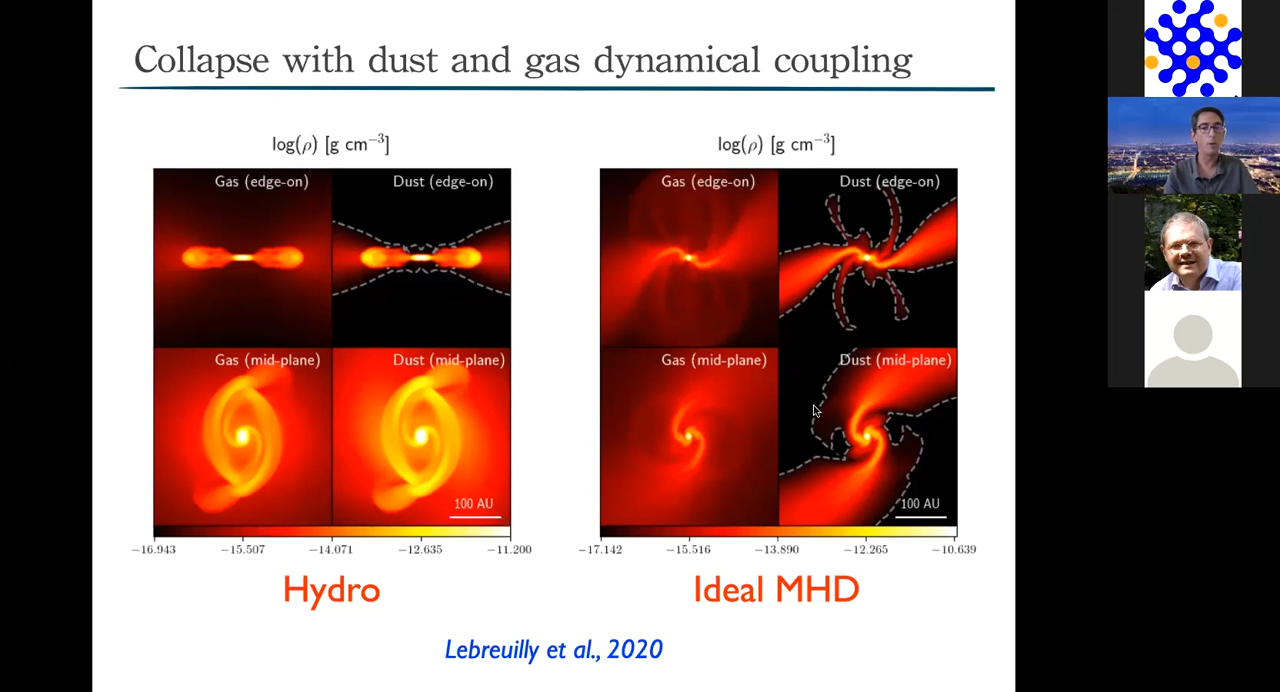 Collapse with dust and gas dynamical coupling
log(ρ) [g cm⁻³]
Gas (edge-on)
Dust (edge-on)
Gas (mid-plane)
Dust (mid-plane)
100 AU
−16.943
−15.507
−14.071
−12.635
−11.200
Hydro
log(ρ) [g cm⁻³]
Gas (edge-on)
Dust (edge-on)
Gas (mid-plane)
Dust (mid-plane)
100 AU
−17.142
−15.516
−13.890
−12.265
−10.639
Ideal MHD
Lebreuilly et al., 2020